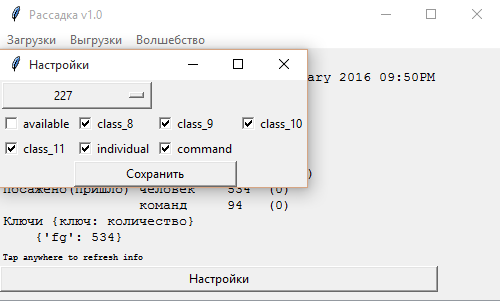 Рассадка v1.0
Загрузки Выгрузки Волшебство
Настройки
ary 2016 09:50PM
227
available class_8 class_9 class_10
class_11 individual command
Сохранить
)
посажено(пришло) человек 534 (0)
команд 94 (0)
Ключи {ключ: количество}
{'fg': 534}
Tap anywhere to refresh info
Настройки